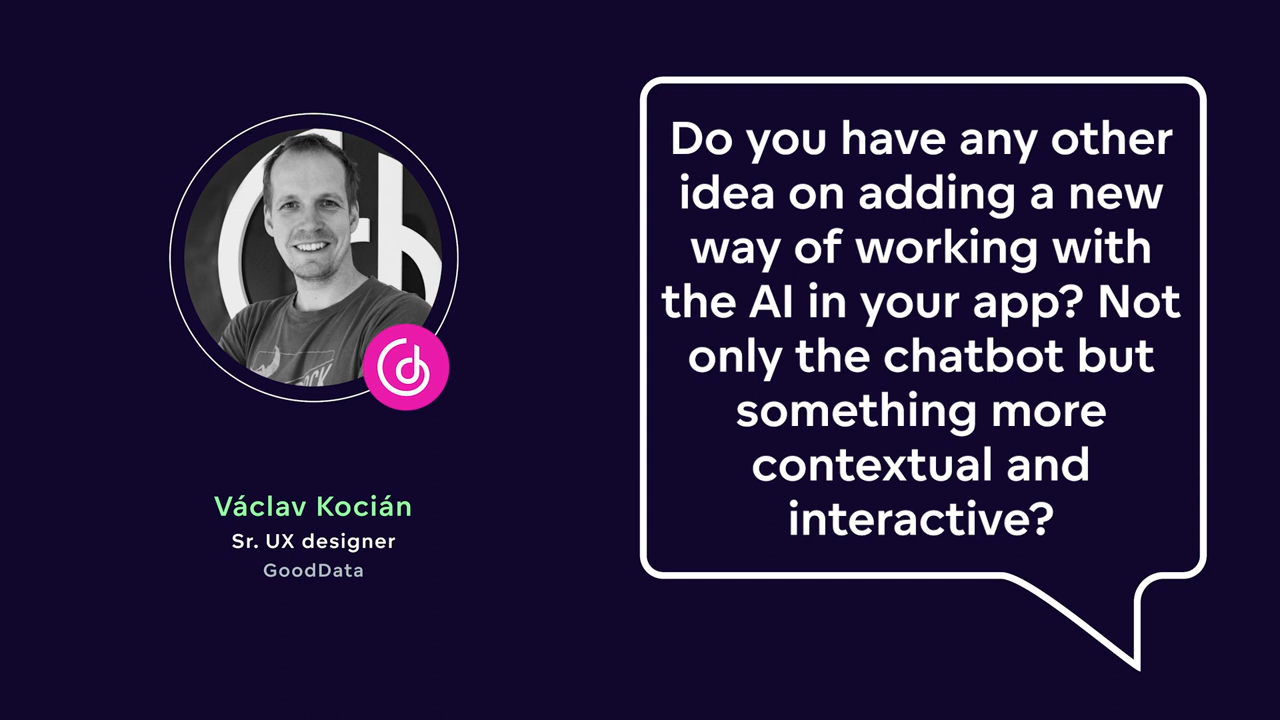 Do you have any other
idea on adding a new
way of working with
the AI in your app? Not
only the chatbot but
something more
contextual and
interactive?
Václav Kocián
Sr. UX designer
GoodData